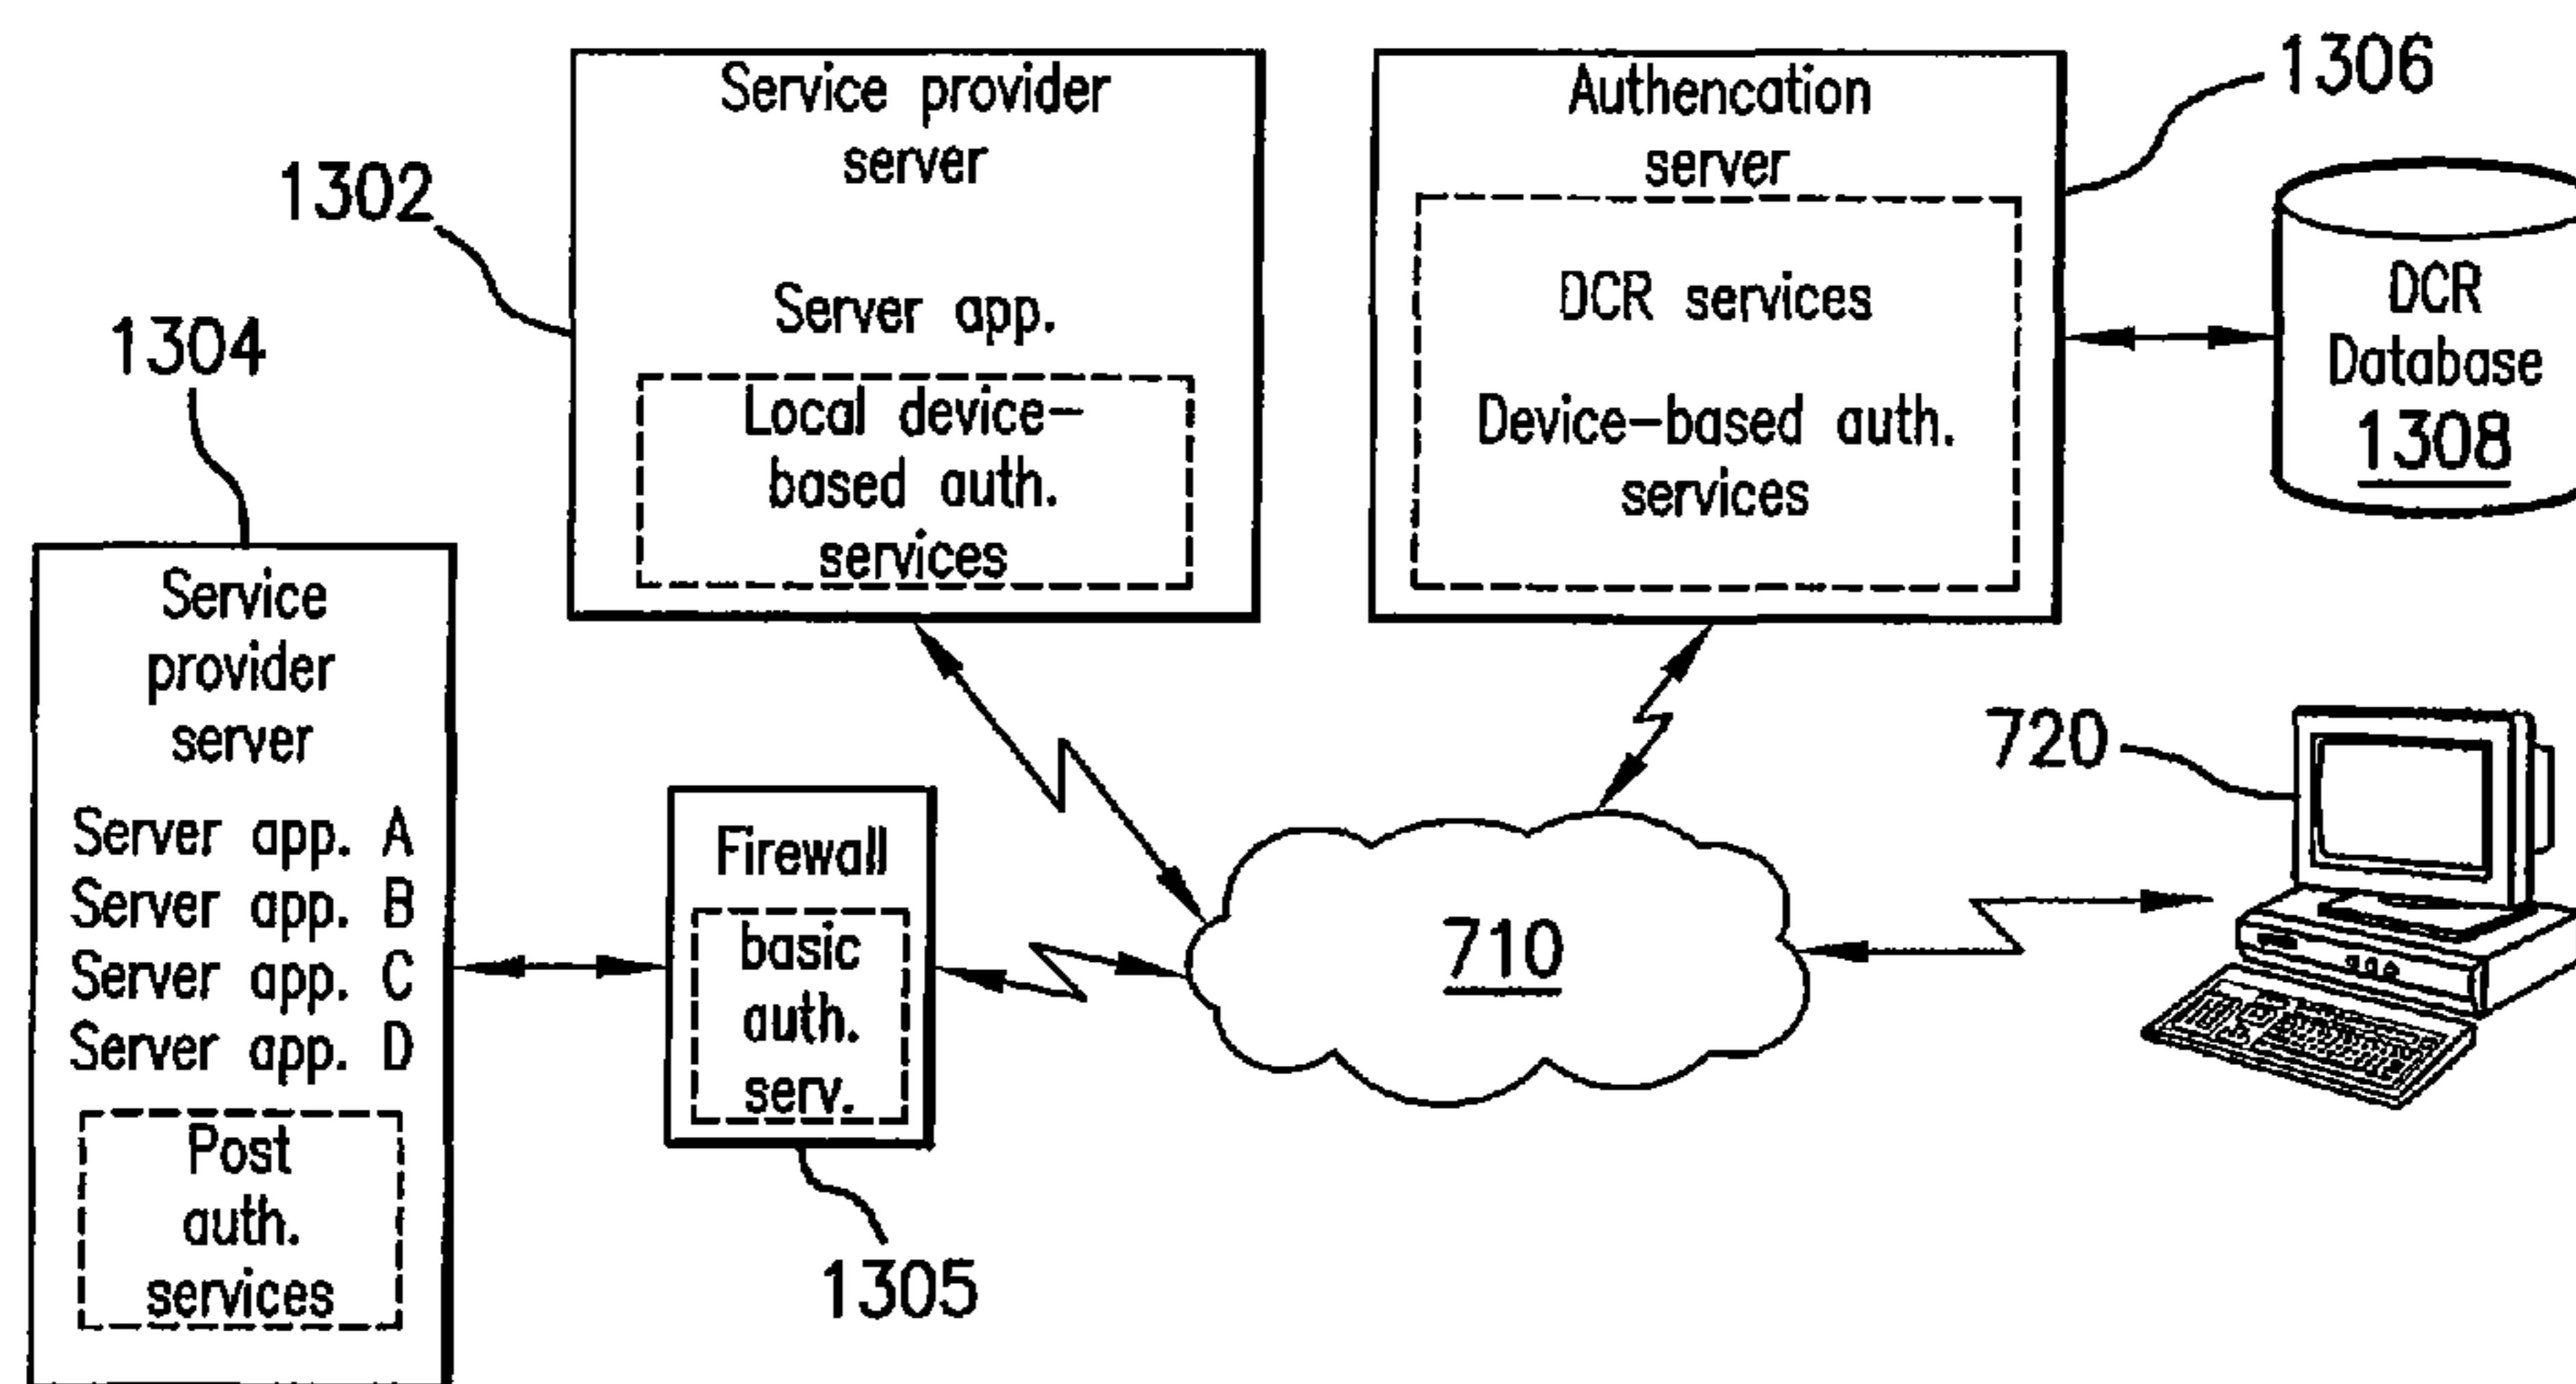 Service provider
server
Server app.
Local device-
based auth.
services
1302
Authencation
server
DCR services
Device-based auth.
services
1306
DCR
Database
1308
1304
Service
provider
server
Server app. A
Server app. B
Server app. C
Server app. D
Post
auth.
services
Firewall
basic
auth.
serv.
1305
710
720